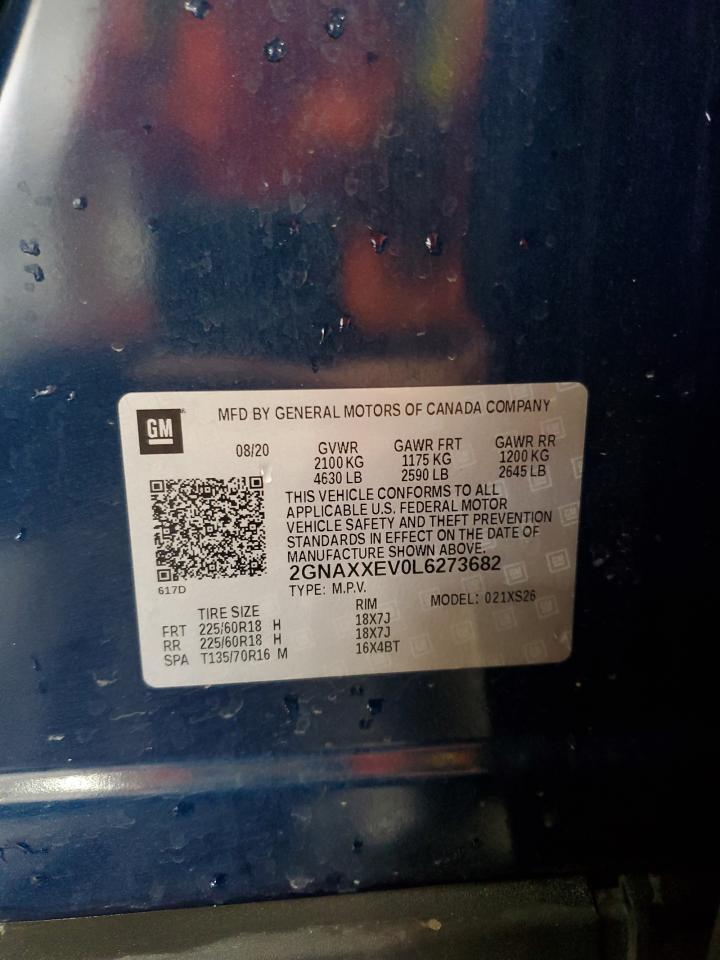 GM
MFD BY GENERAL MOTORS OF CANADA COMPANY
08/20 GVWR GAWR FRT GAWR RR
2100 KG 1175 KG 1200 KG
4630 LB 2590 LB 2645 LB
THIS VEHICLE CONFORMS TO ALL
APPLICABLE U.S. FEDERAL MOTOR
VEHICLE SAFETY AND THEFT PREVENTION
STANDARDS IN EFFECT ON THE DATE OF
MANUFACTURE SHOWN ABOVE.
2GNAXXEV0L6273682
617D
TYPE: M.P.V. MODEL: 021XS26
TIRE SIZE RIM
FRT 225/60R18 H 18X7J
RR 225/60R18 H 18X7J
SPA T135/70R16 M 16X4BT